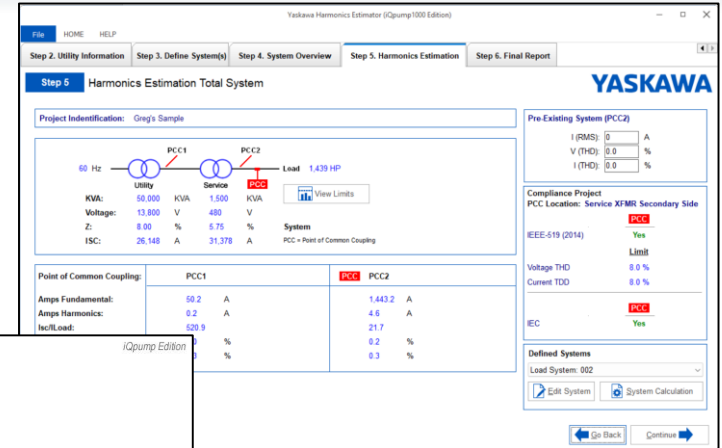 Yaskawa Harmonics Estimator (iQpump1000 Edition)
File HOME HELP
Step 2. Utility Information Step 3. Define System(s) Step 4. System Overview Step 5. Harmonics Estimation Step 6. Final Report
Step 5 Harmonics Estimation Total System
YASKAWA
Project Indentification: Greg's Sample
PCC1 PCC2
60 Hz Load 1,439 HP
Utility Service PCC
View Limits
KVA: 50,000 KVA 1,500 KVA
Voltage: 13,800 V 480 V
Z: 8.00 % 5.75 % System
ISC: 26,148 A 31,378 A PCC = Point of Common Coupling
Point of Common Coupling: PCC1 PCC PCC2
Amps Fundamental: 50.2 A 1,443.2 A
Amps Harmonics: 0.2 A 4.6 A
Isc/ILoad: 520.9 21.7
% 0.2 %
% 0.3 %
iQpump Edition
Pre-Existing System (PCC2)
I (RMS): 0 A
V (THD): 0.0 %
I (THD): 0.0 %
Compliance Project
PCC Location: Service XFMR Secondary Side
PCC
IEEE-519 (2014) Yes
Limit
Voltage THD 8.0 %
Current TDD 8.0 %
PCC
IEC Yes
Defined Systems
Load System: 002
Edit System System Calculation
Go Back Continue